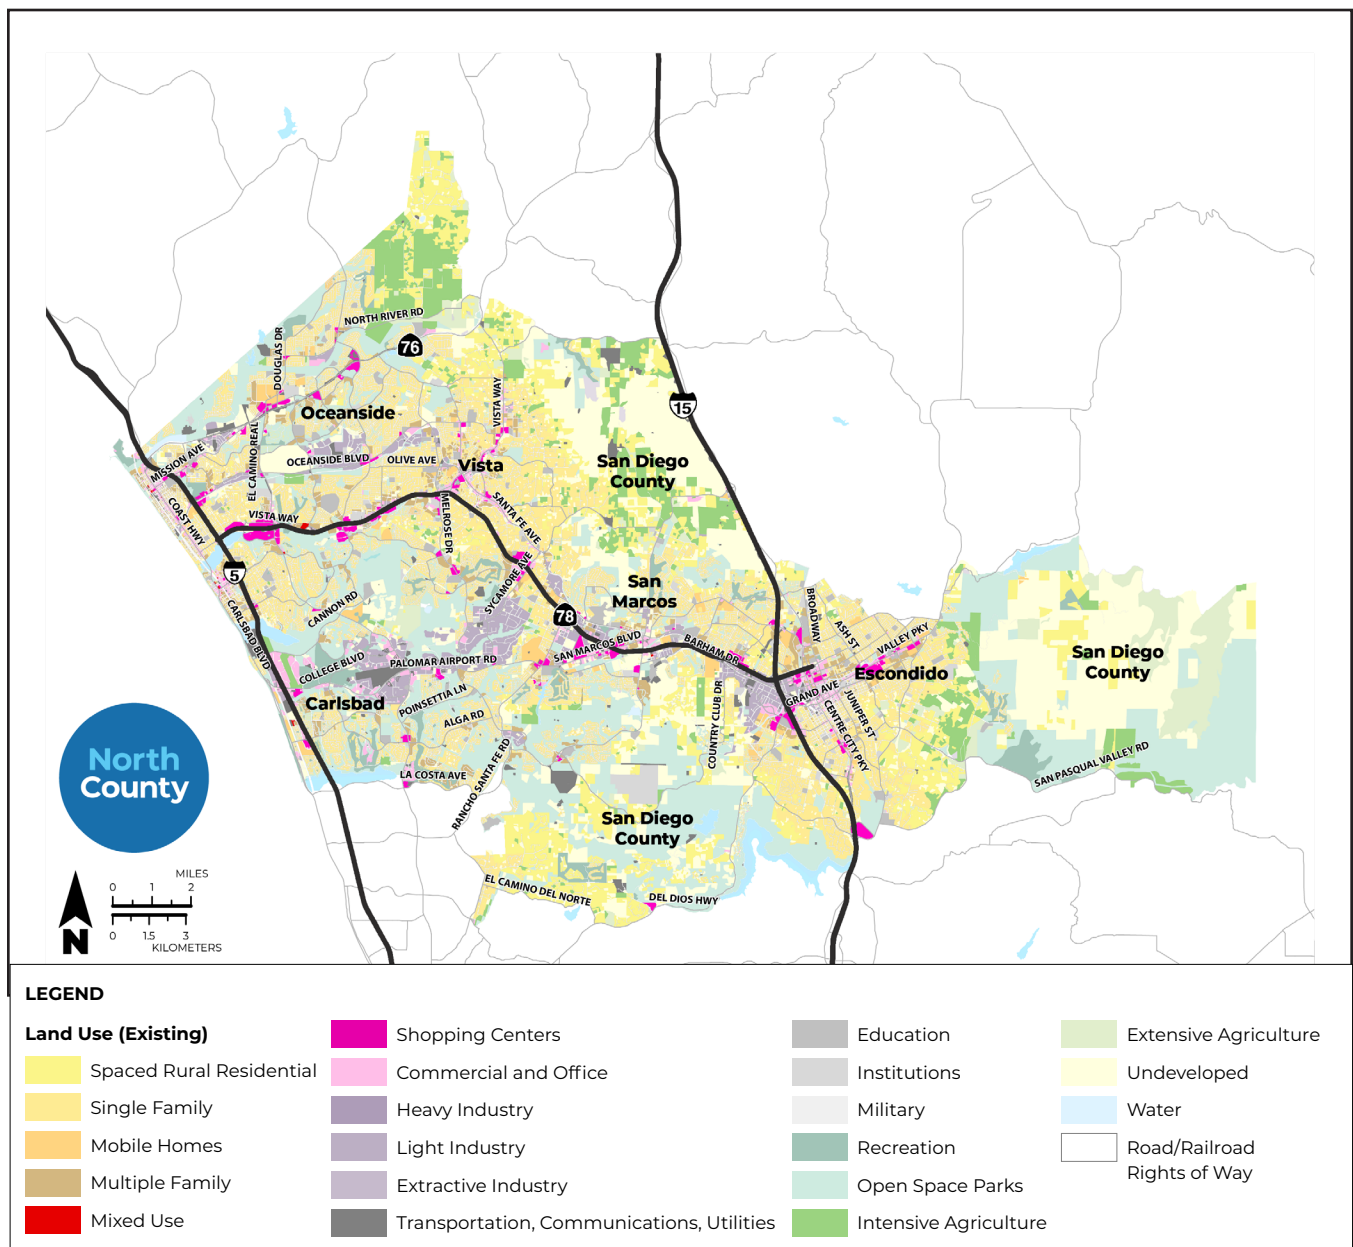 NORTH RIVER RD
76
DOUGLAS DR
VISTA WAY
15
Oceanside
EL CAMINO REAL
MISSION AVE
OCEANSIDE BLVD
OLIVE AVE
Vista
San Diego
County
COAST HWY
VISTA WAY
MELROSE DR
SANTA FE AVE
5
SYCAMORE AVE
San
Marcos
CARLSBAD BLVD
CANNON RD
78
BROADWAY
ASH ST
VALLEY PKY
SAN MARCOS BLVD
BARHAM DR
COLLEGE BLVD
PALOMAR AIRPORT RD
San Diego
County
Escondido
Carlsbad
POINSETTIA LN
ALGA RD
COUNTRY CLUB DR
GRAND AVE
JUNIPER ST
CENTRE CITY PKY
North
County
RANCHO SANTA FE RD
LA COSTA AVE
SAN PASQUAL VALLEY RD
San Diego
County
EL CAMINO DEL NORTE
DEL DIOS HWY
MILES
0 1 2
0 1.5 3
KILOMETERS
N
LEGEND
Land Use (Existing)
Spaced Rural Residential
Single Family
Mobile Homes
Multiple Family
Mixed Use
Shopping Centers
Commercial and Office
Heavy Industry
Light Industry
Extractive Industry
Transportation, Communications, Utilities
Education
Institutions
Military
Recreation
Open Space Parks
Intensive Agriculture
Extensive Agriculture
Undeveloped
Water
Road/Railroad
Rights of Way